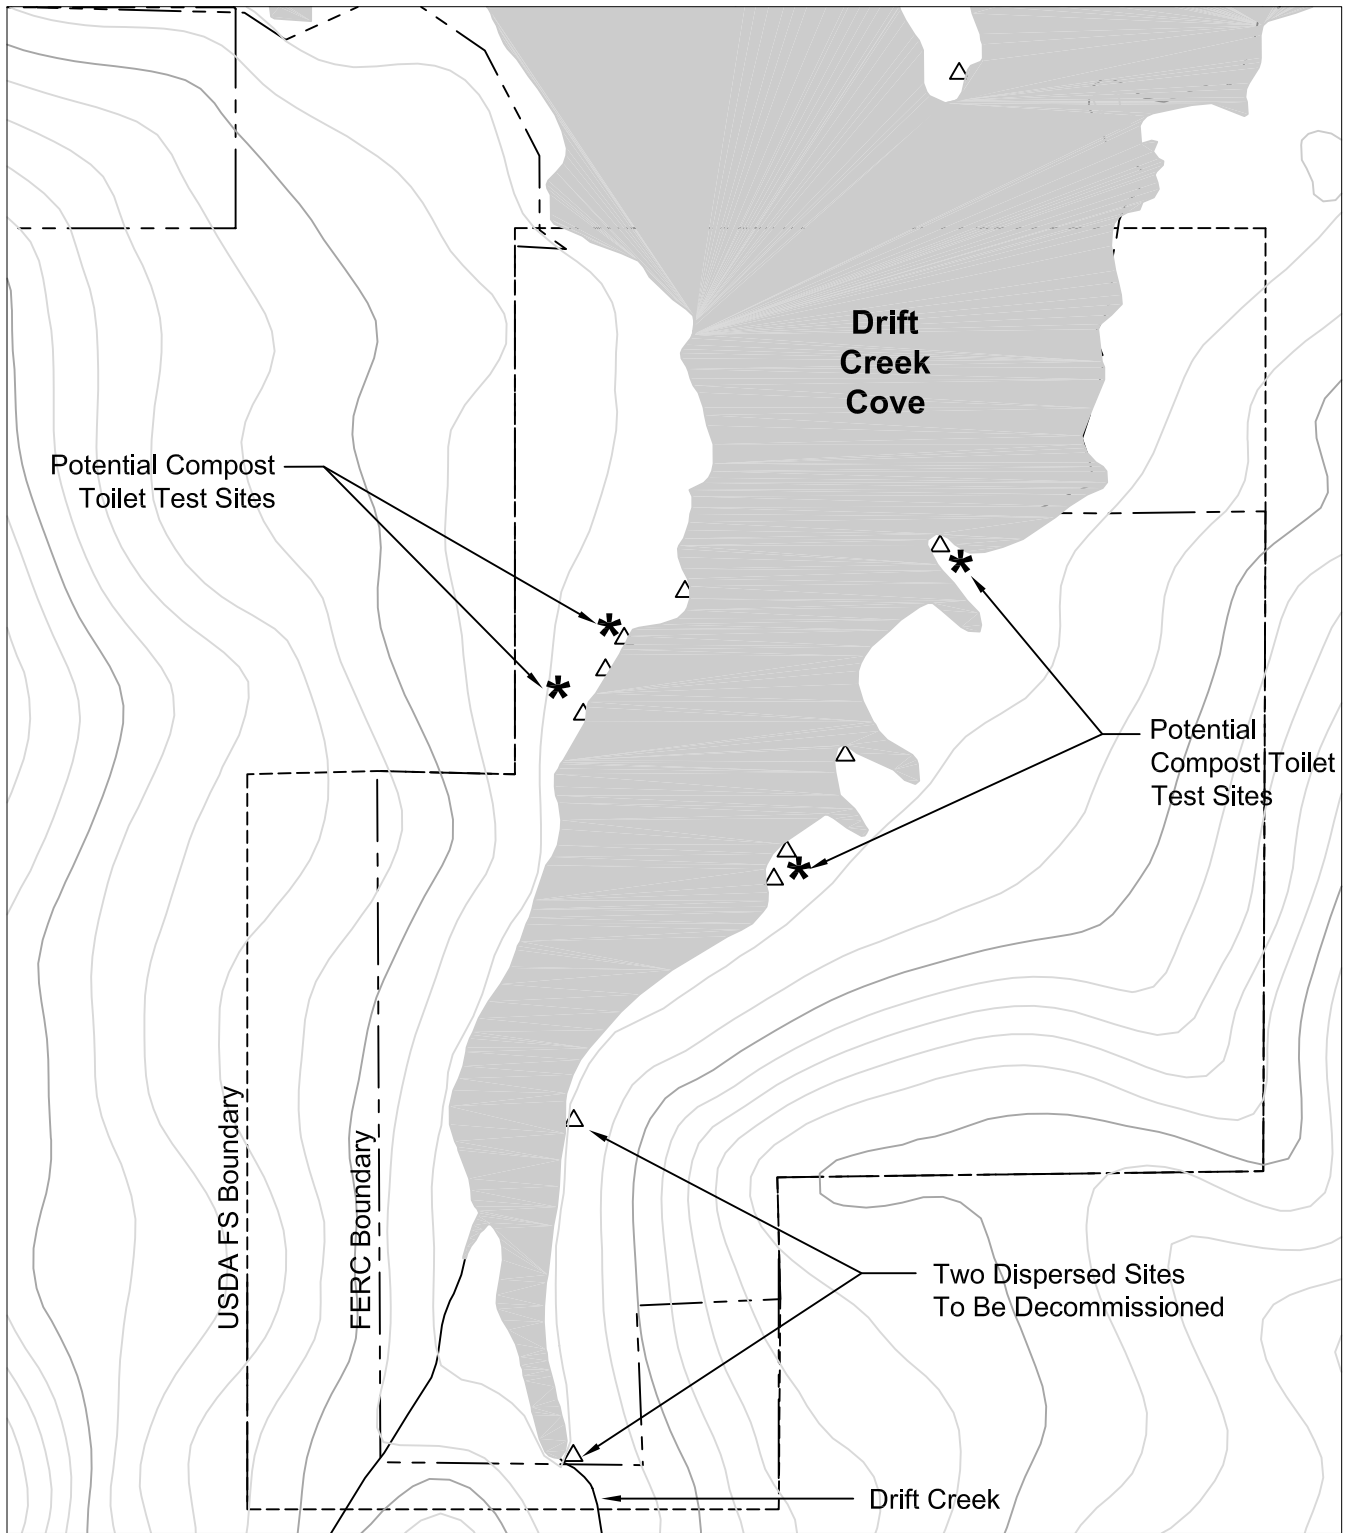 Drift
Creek
Cove
Potential Compost
Toilet Test Sites
Potential
Compost Toilet
Test Sites
USDA FS Boundary
FERC Boundary
Two Dispersed Sites
To Be Decommissioned
Drift Creek